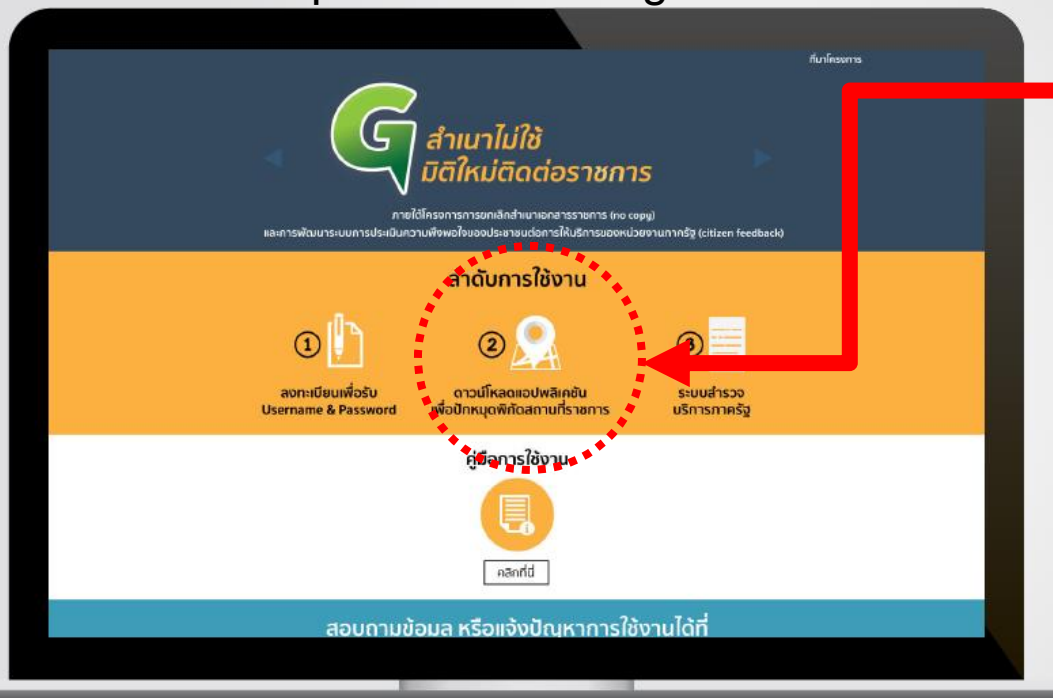 ที่มาโครงการ
G
สำเนาไม่ใช้
มิติใหม่ติดต่อราชการ
ภายใต้โครงการการยกเลิกสำเนาเอกสารราชการ (no copy)
และการพัฒนาระบบการประเมินความพึงพอใจของประชาชนต่อการให้บริการของหน่วยงานภาครัฐ (citizen feedback)
ลำดับการใช้งาน
1
2
3
ลงทะเบียนเพื่อรับ
Username & Password
ดาวน์โหลดแอปพลิเคชัน
เพื่อปักหมุดพิกัดสถานที่ราชการ
ระบบสำรวจ
บริการภาครัฐ
คู่มือการใช้งาน
คลิกที่นี่
สอบถามข้อมูล หรือแจ้งปัญหาการใช้งานได้ที่